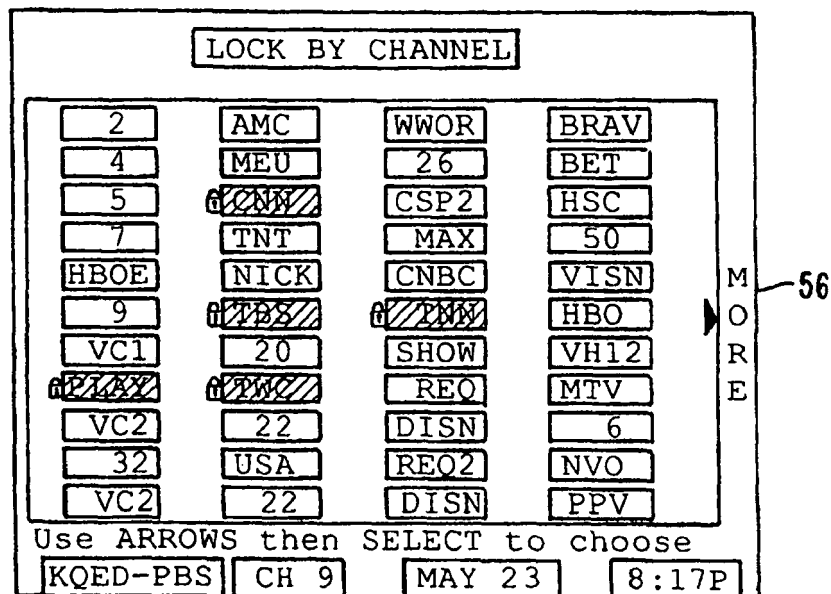 LOCK BY CHANNEL
2 AMC WWOR BRAV
4 MEU 26 BET
5 CNN CSP2 HSC
7 TNT MAX 50
HBOE NICK CNBC VISN
9 TBS TNN HBO
VC1 20 SHOW VH12
PLAY TWC REQ MTV
VC2 22 DISN 6
32 USA REQ2 NVO
VC2 22 DISN PPV
MORE
56
Use ARROWS then SELECT to choose
KQED-PBS CH 9 MAY 23 8:17P